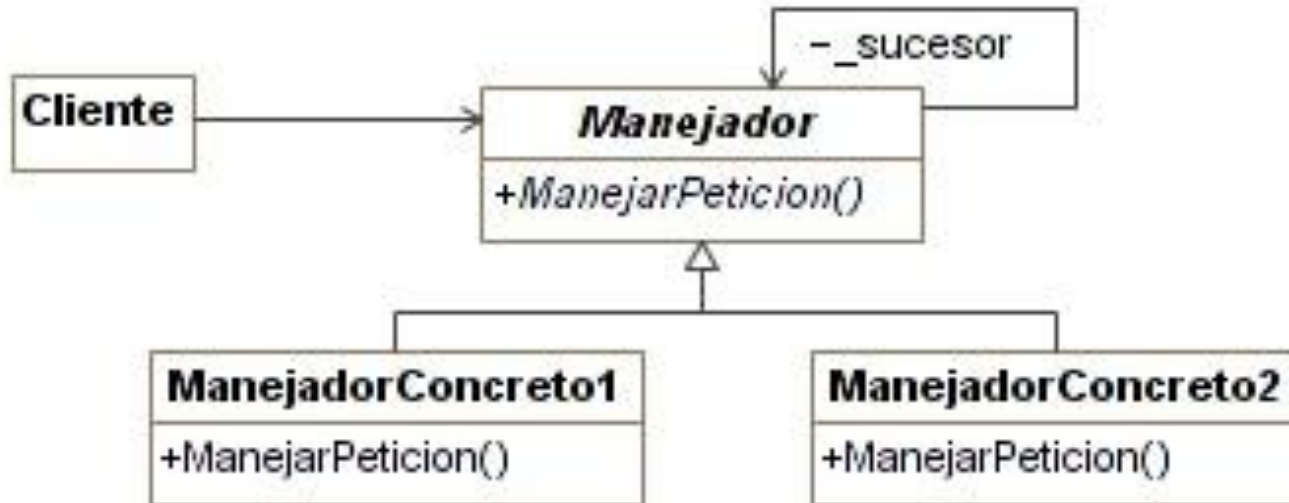 −_sucesor
Cliente
Manejador
+ManejarPeticion()
ManejadorConcreto1
ManejadorConcreto2
+ManejarPeticion()
+ManejarPeticion()